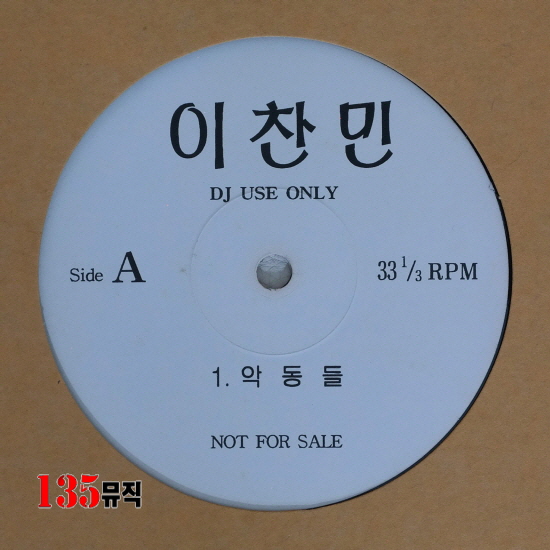 이찬민
DJ USE ONLY
Side A
33 1/3 RPM
1. 악동들
NOT FOR SALE
135뮤직